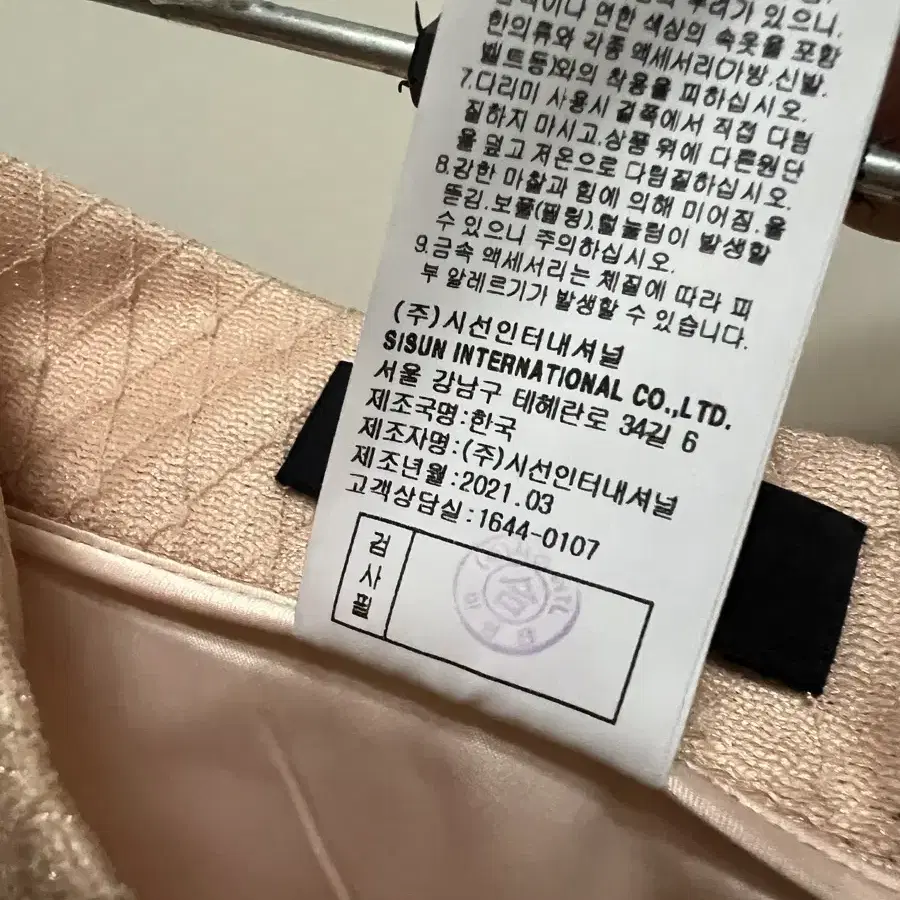 우려가 있으니,
연한 색상의 속옷을 포함
한의류와 각종 액세서리(가방.신발.
벨트등)와의 착용을 피하십시오.
7.다리미 사용시 겉쪽에서 직접 다림
질하지 마시고.상품 위에 다른원단
을 덮고 저온으로 다림질하십시오.
8.강한 마찰과 힘에 의해 미어짐.올
뜯김.보풀(필링).털눌림이 발생할
수 있으니 주의하십시오.
9.금속 액세서리는 체질에 따라 피
부 알레르기가 발생할 수 있습니다.
(주)시선인터내셔널
SISUN INTERNATIONAL CO.,LTD.
서울 강남구 테헤란로 34길 6
제조국명:한국
제조자명:(주)시선인터내셔널
제조년월:2021.03
고객상담실:1644-0107
검사필